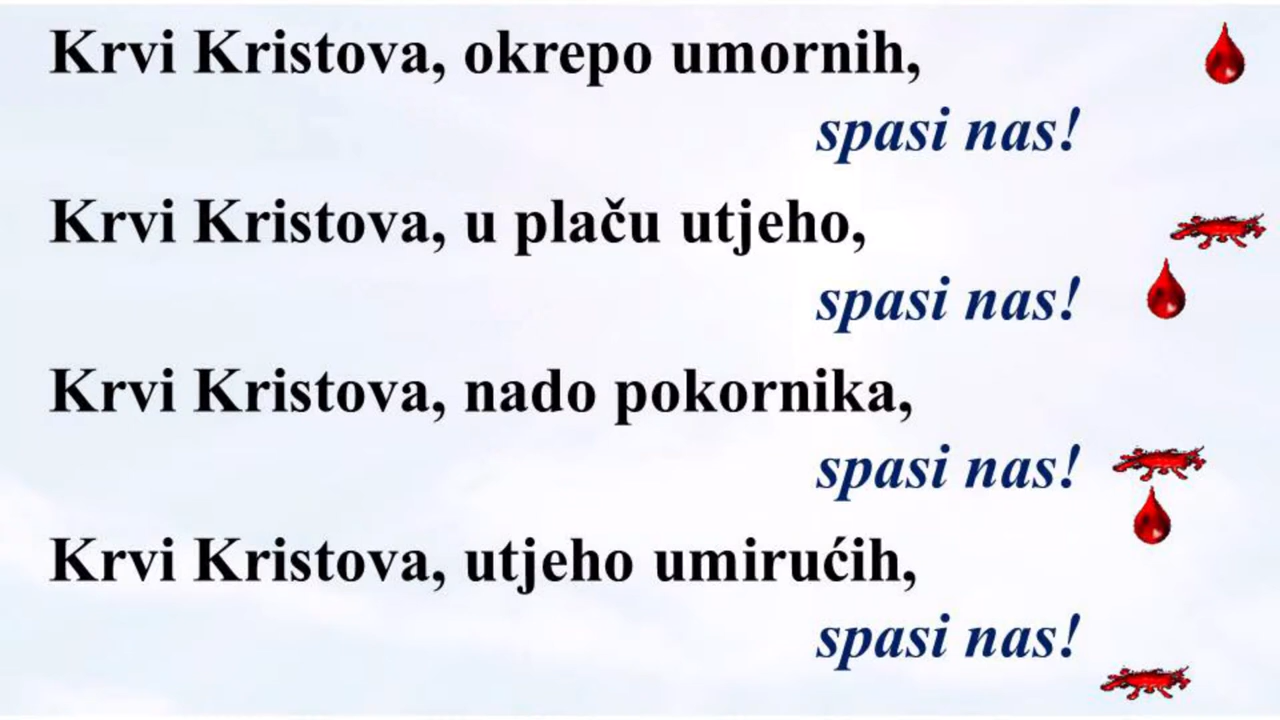 Krvi Kristova, okrepo umornih,
spasi nas!
Krvi Kristova, u plaču utjeho,
spasi nas!
Krvi Kristova, nado pokornika,
spasi nas!
Krvi Kristova, utjeho umirućih,
spasi nas!